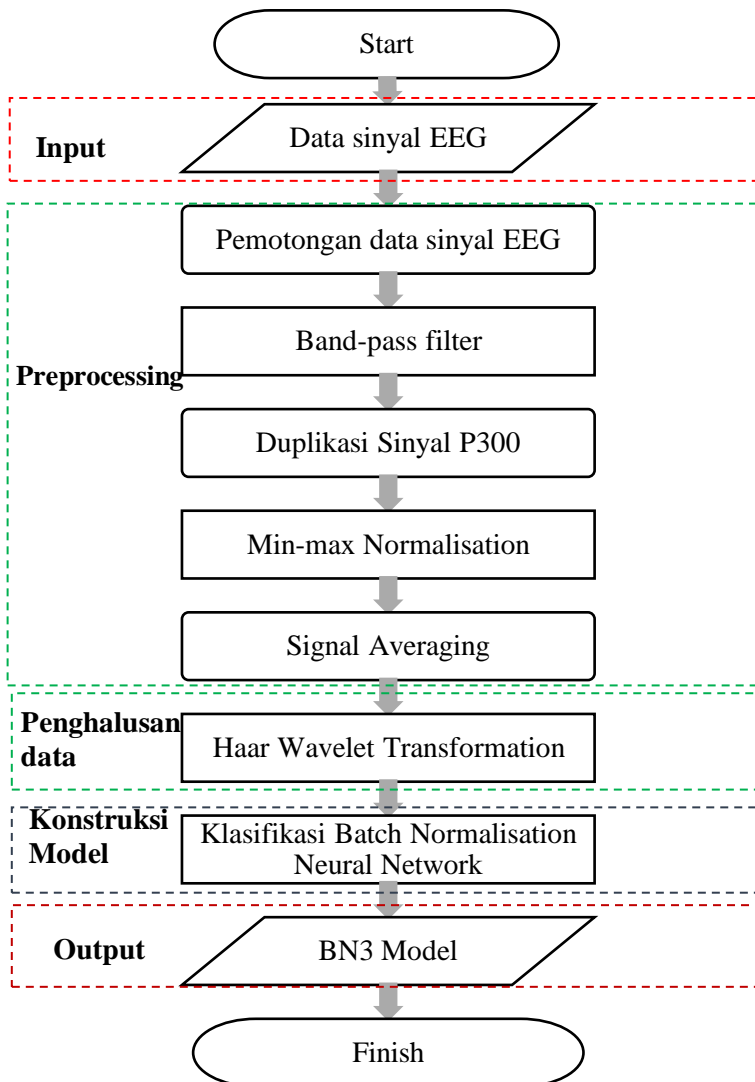 Start
Input
Data sinyal EEG
Pemotongan data sinyal EEG
Band-pass filter
Preprocessing
Duplikasi Sinyal P300
Min-max Normalisation
Signal Averaging
Penghalusan
data
Haar Wavelet Transformation
Konstruksi
Model
Klasifikasi Batch Normalisation
Neural Network
Output
BN3 Model
Finish